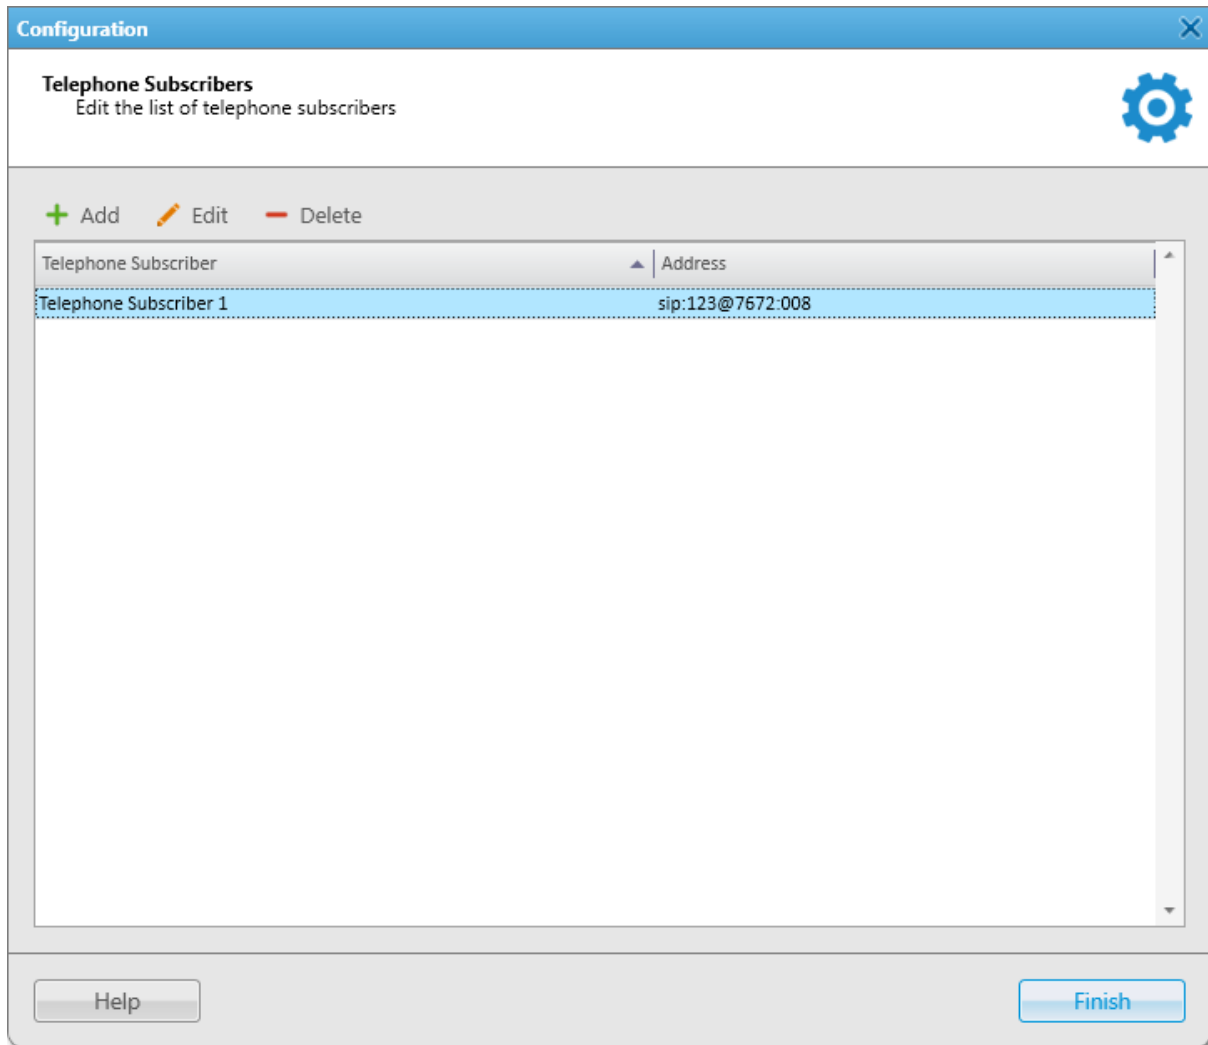 Configuration
Telephone Subscribers
Edit the list of telephone subscribers
Add Edit Delete
Telephone Subscriber Address
Telephone Subscriber 1 sip:123@7672:008
Help Finish